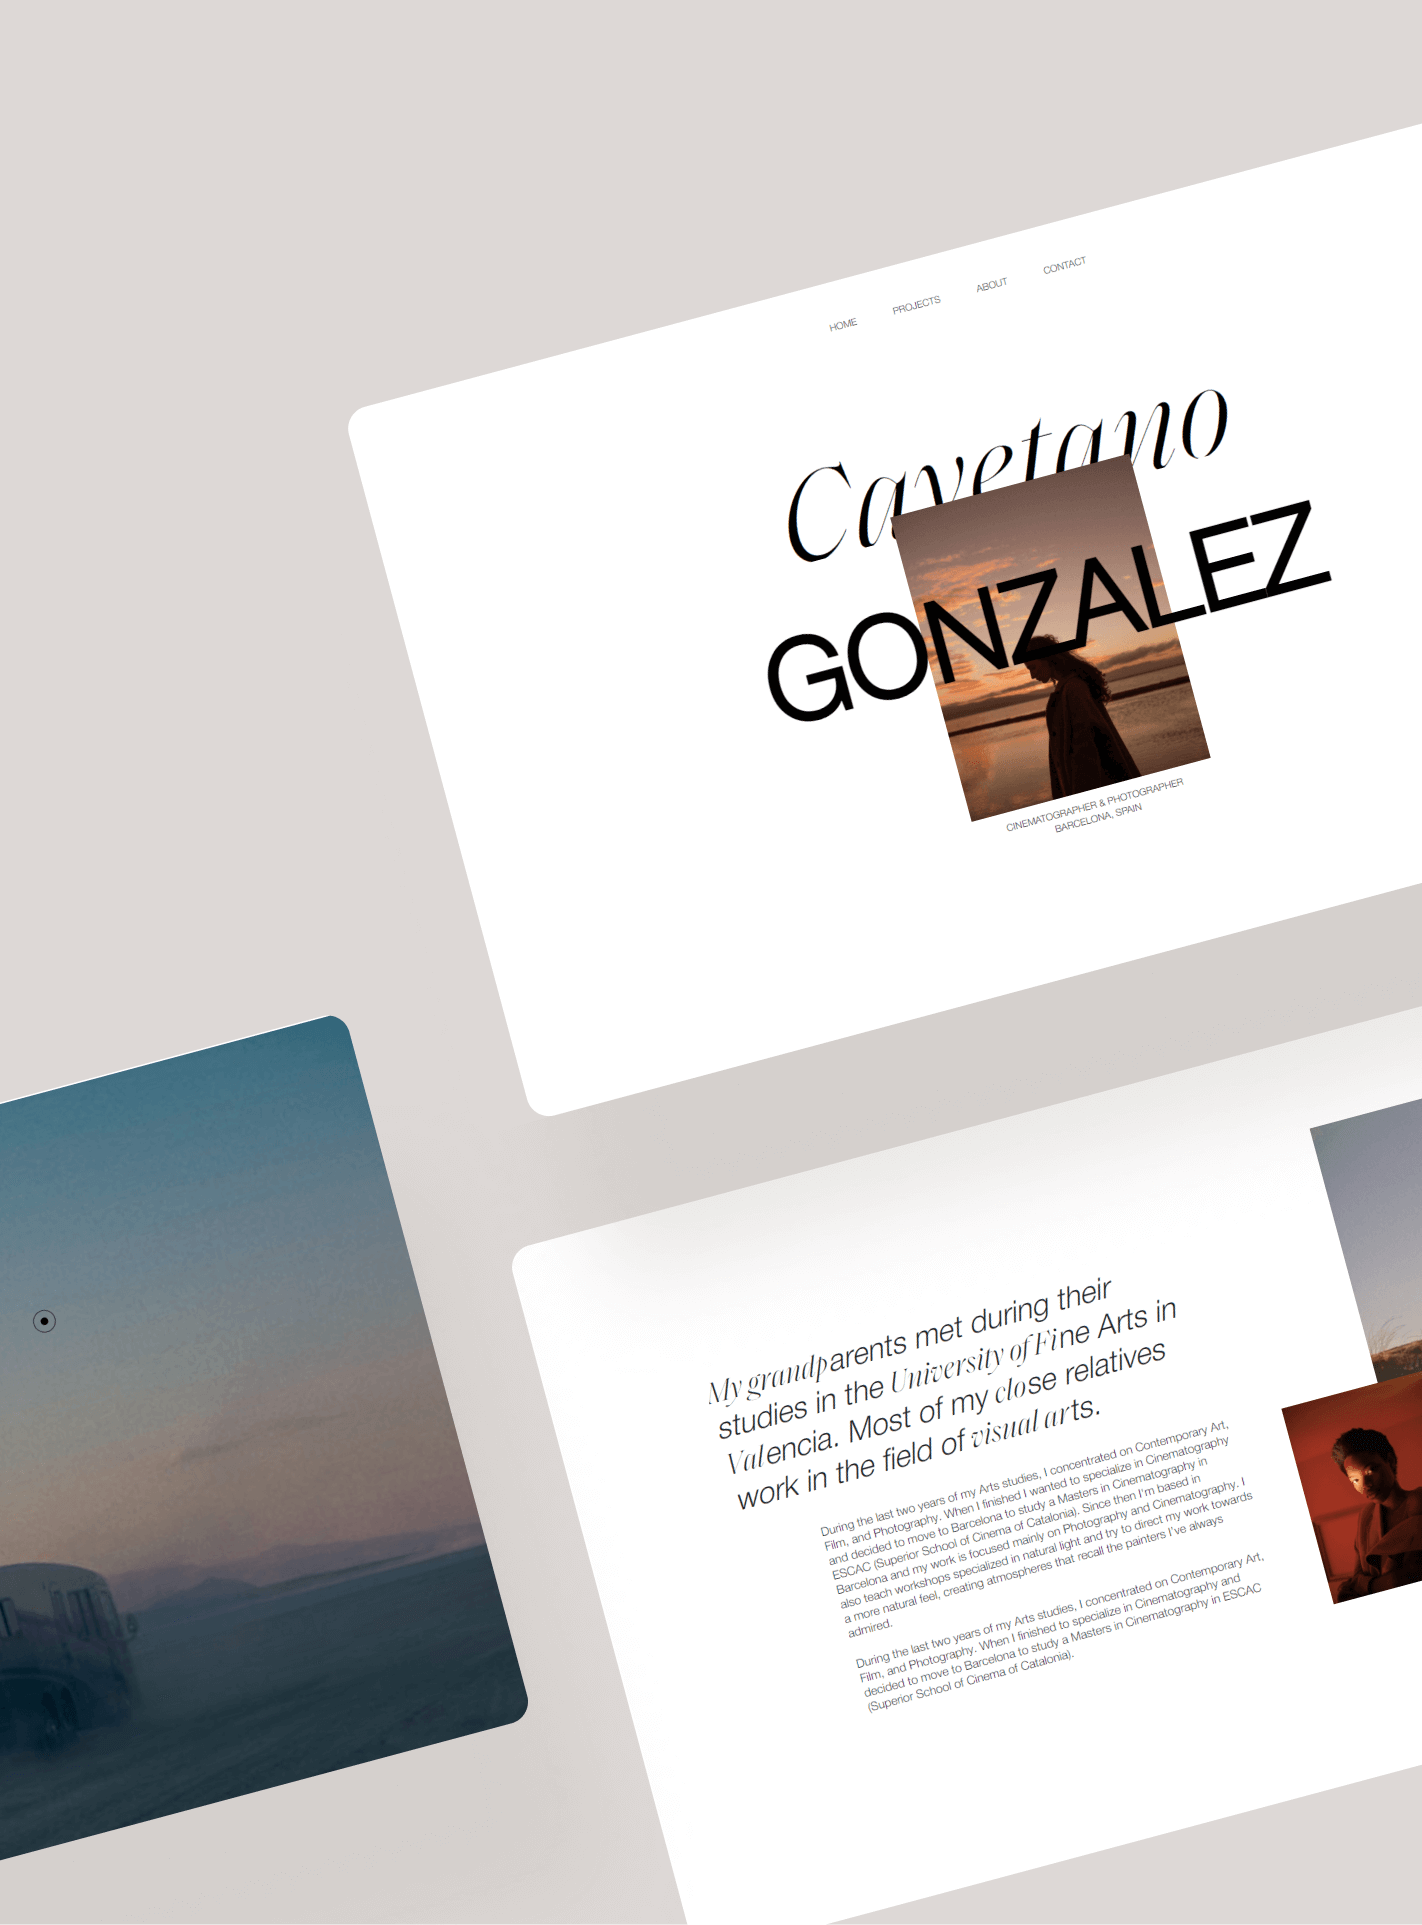 HOME PROJECTS ABOUT CONTACT
Cayetano
GONZALEZ
CINEMATOGRAPHER & PHOTOGRAPHER
BARCELONA, SPAIN
My grandparents met during their
studies in the University of Fine Arts in
Valencia. Most of my close relatives
work in the field of visual arts.
During the last two years of my Arts studies, I concentrated on Contemporary Art,
Film, and Photography. When I finished I wanted to specialize in Cinematography
and decided to move to Barcelona to study a Masters in Cinematography in
ESCAC (Superior School of Cinema of Catalonia). Since then I'm based in
Barcelona and my work is focused mainly on Photography and Cinematography. I
also teach workshops specialized in natural light and try to direct my work towards
a more natural feel, creating atmospheres that recall the painters I've always
admired.
During the last two years of my Arts studies, I concentrated on Contemporary Art,
Film, and Photography. When I finished to specialize in Cinematography and
decided to move to Barcelona to study a Masters in Cinematography in ESCAC
(Superior School of Cinema of Catalonia).